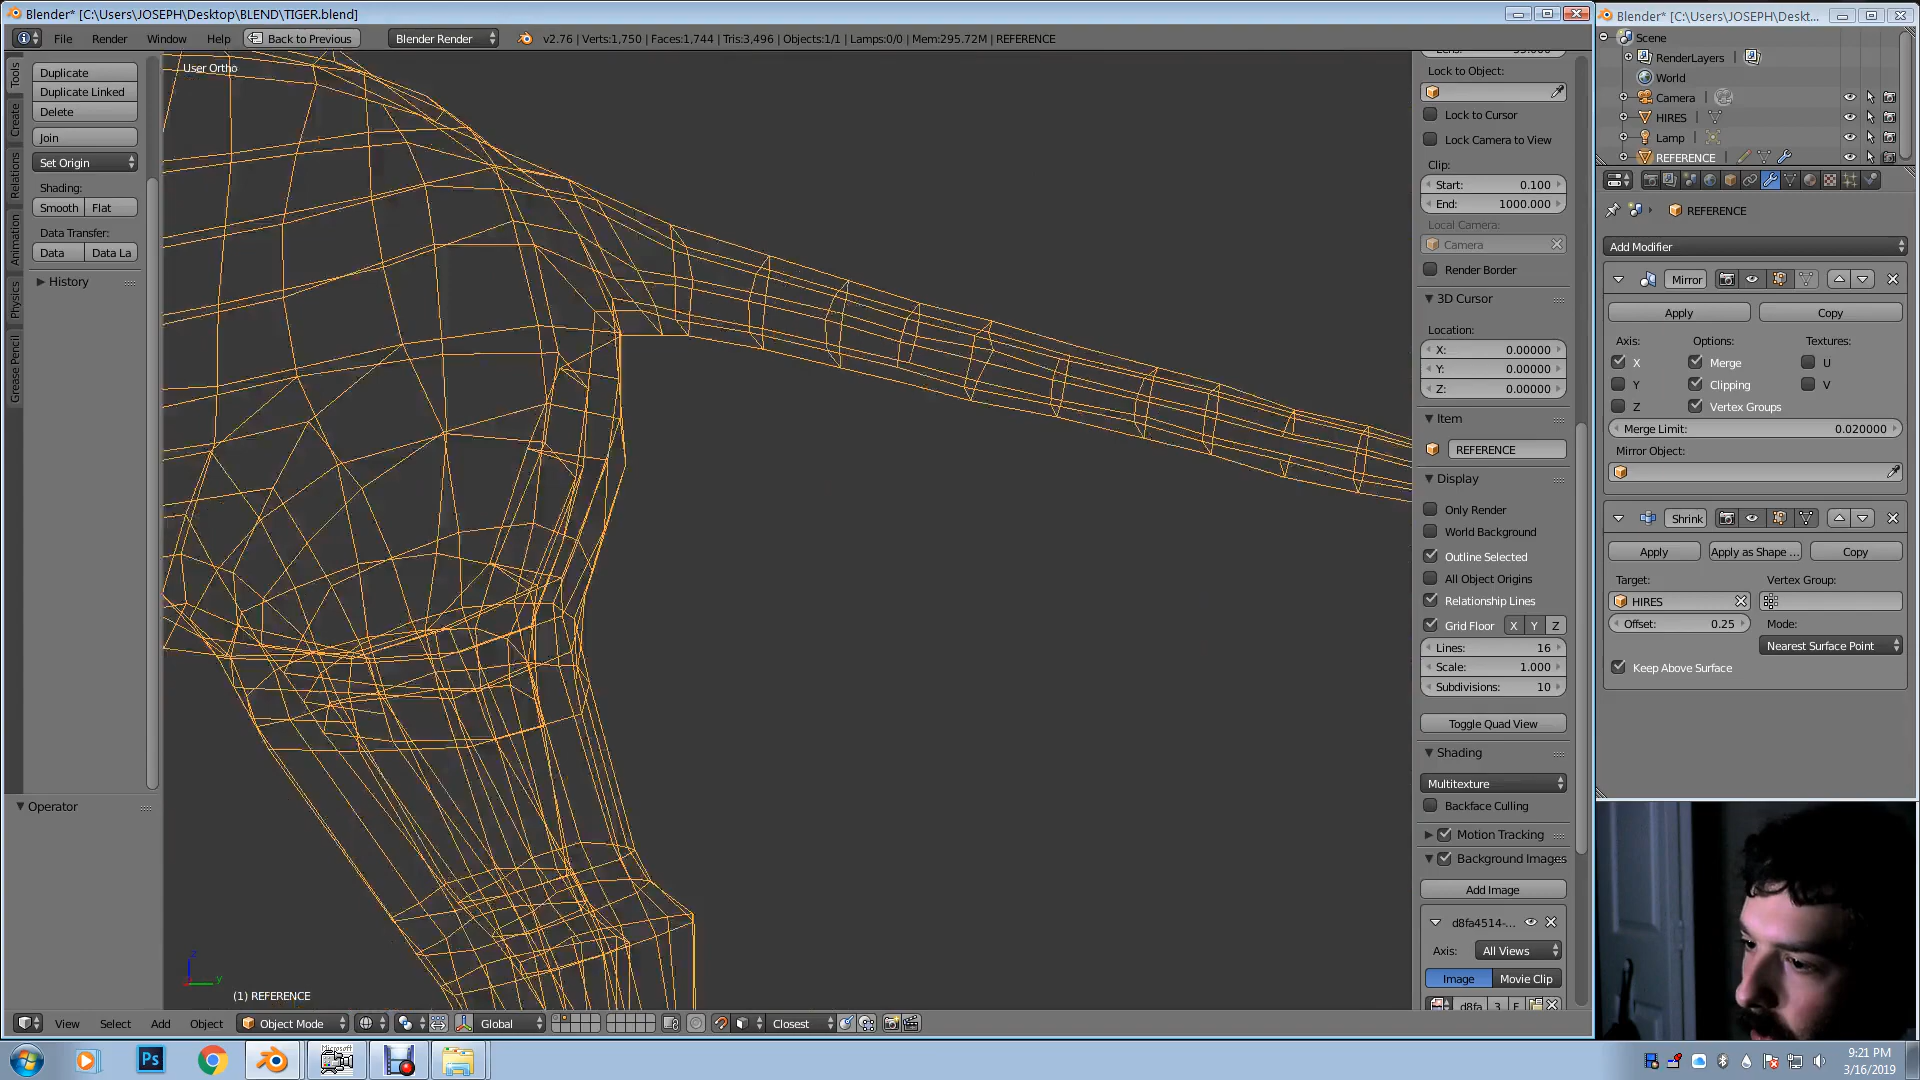 Blender* [C:\Users\JOSEPH\Desktop\BLEND\TIGER.blend]
File Render Window Help Back to Previous Blender Render v2.76 | Verts:1,750 | Faces:1,744 | Tris:3,496 | Objects:1/1 | Lamps:0/0 | Mem:295.72M | REFERENCE
Tools
Create
Relations
Animation
Physics
Grease Pencil
Duplicate
Duplicate Linked
Delete
Join
Set Origin
Shading:
Smooth Flat
Data Transfer:
Data Data La
History
Operator
User Ortho
z
y
(1) REFERENCE
Lock to Object:
Lock to Cursor
Lock Camera to View
Clip:
Start: 0.100
End: 1000.000
Local Camera:
Camera
Render Border
3D Cursor
Location:
X: 0.00000
Y: 0.00000
Z: 0.00000
Item
REFERENCE
Display
Only Render
World Background
Outline Selected
All Object Origins
Relationship Lines
Grid Floor X Y Z
Lines: 16
Scale: 1.000
Subdivisions: 10
Toggle Quad View
Shading
Multitexture
Backface Culling
Motion Tracking
Background Images
Add Image
d8fa4514-...
Axis: All Views
Image Movie Clip
d8fa 3 F
View Select Add Object Object Mode Global Closest
Blender* [C:\Users\JOSEPH\Deskt...
Scene
RenderLayers
World
Camera
HIRES
Lamp
REFERENCE
REFERENCE
Add Modifier
Mirror
Apply Copy
Axis: Options: Textures:
X Merge U
Y Clipping V
Z Vertex Groups
Merge Limit: 0.020000
Mirror Object:
Shrink
Apply Apply as Shape ... Copy
Target: Vertex Group:
HIRES
Offset: 0.25 Mode:
Nearest Surface Point
Keep Above Surface
Ps
Microsoft
9:21 PM
3/16/2019